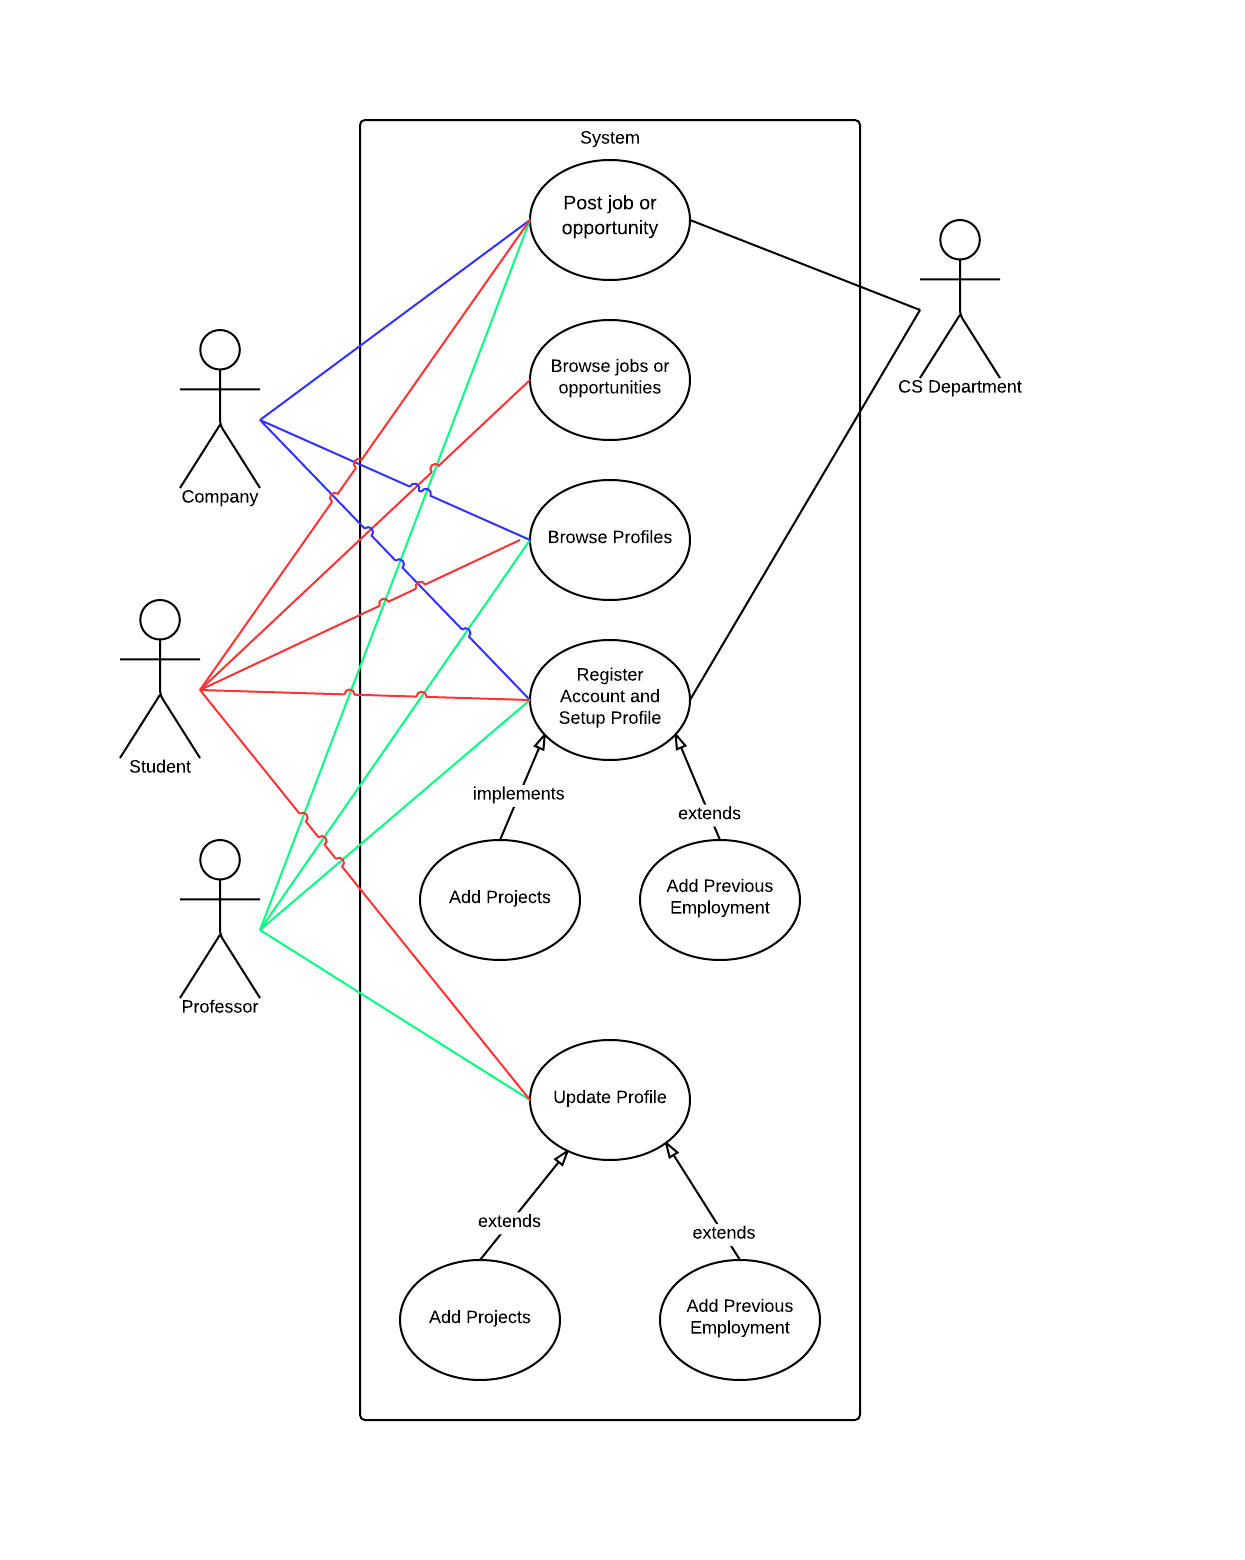 System
Post job or
opportunity
Browse jobs or
opportunities
CS Department
Company
Browse Profiles
Register
Account and
Setup Profile
Student
implements
extends
Add Projects
Add Previous
Employment
Professor
Update Profile
extends
extends
Add Projects
Add Previous
Employment